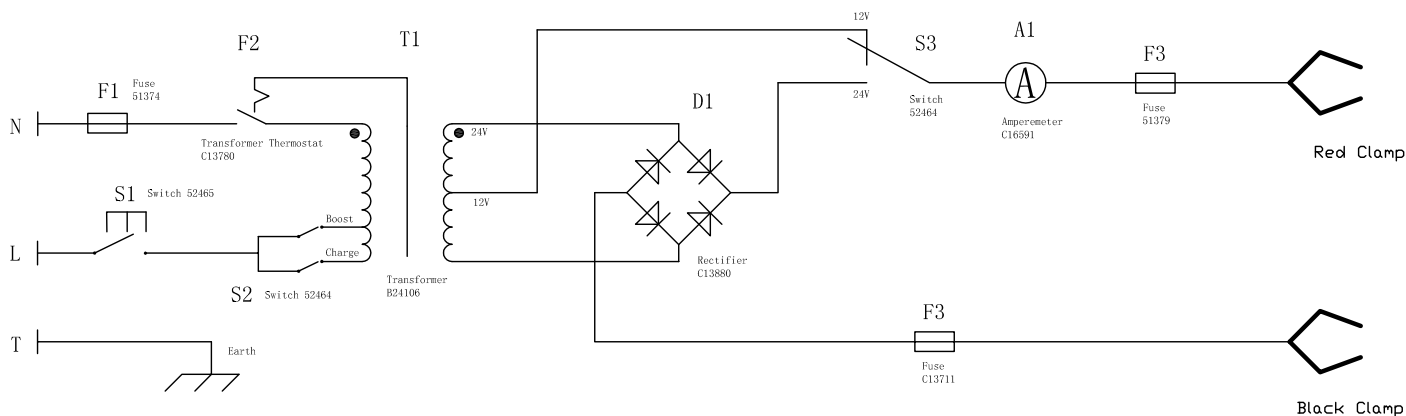 12V
F2
T1
S3
A1
F3
F1
Fuse
51374
D1
24V
Switch
52464
Fuse
51379
Amperemeter
C16591
A
N
24V
Transformer Thermostat
C13780
Red Clamp
S1
Switch 52465
12V
Boost
L
Charge
Rectifier
C13880
Transformer
B24106
S2
Switch 52464
F3
T
Earth
Fuse
C13711
Black Clamp